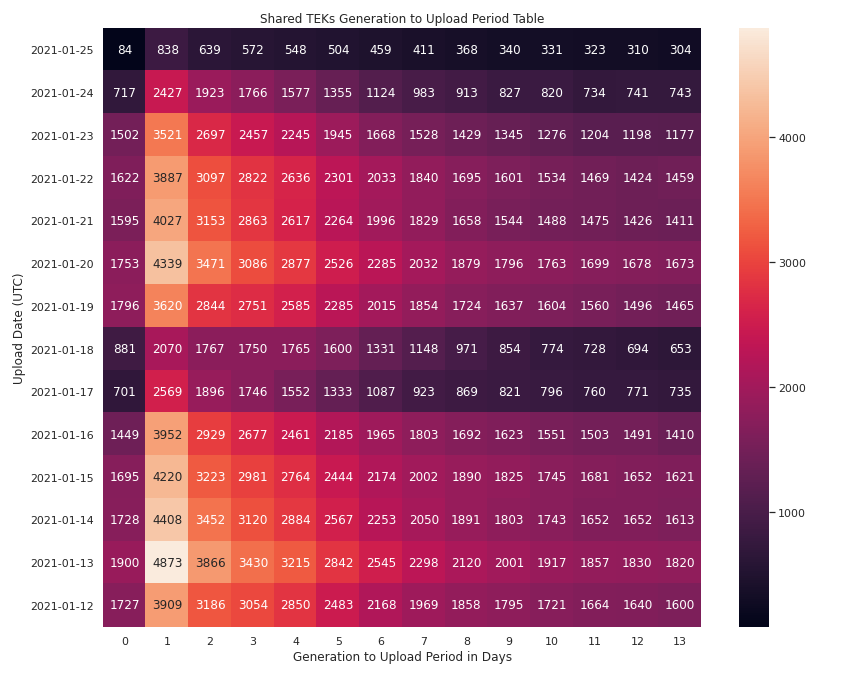 Shared TEKs Generation to Upload Period Table
2021-01-25 84 838 639 572 548 504 459 411 368 340 331 323 310 304
2021-01-24 717 2427 1923 1766 1577 1355 1124 983 913 827 820 734 741 743
2021-01-23 1502 3521 2697 2457 2245 1945 1668 1528 1429 1345 1276 1204 1198 1177
2021-01-22 1622 3887 3097 2822 2636 2301 2033 1840 1695 1601 1534 1469 1424 1459
2021-01-21 1595 4027 3153 2863 2617 2264 1996 1829 1658 1544 1488 1475 1426 1411
2021-01-20 1753 4339 3471 3086 2877 2526 2285 2032 1879 1796 1763 1699 1678 1673
2021-01-19 1796 3620 2844 2751 2585 2285 2015 1854 1724 1637 1604 1560 1496 1465
2021-01-18 881 2070 1767 1750 1765 1600 1331 1148 971 854 774 728 694 653
2021-01-17 701 2569 1896 1746 1552 1333 1087 923 869 821 796 760 771 735
2021-01-16 1449 3952 2929 2677 2461 2185 1965 1803 1692 1623 1551 1503 1491 1410
2021-01-15 1695 4220 3223 2981 2764 2444 2174 2002 1890 1825 1745 1681 1652 1621
2021-01-14 1728 4408 3452 3120 2884 2567 2253 2050 1891 1803 1743 1652 1652 1613
2021-01-13 1900 4873 3866 3430 3215 2842 2545 2298 2120 2001 1917 1857 1830 1820
2021-01-12 1727 3909 3186 3054 2850 2483 2168 1969 1858 1795 1721 1664 1640 1600
0 1 2 3 4 5 6 7 8 9 10 11 12 13
Generation to Upload Period in Days
Upload Date (UTC)
4000
3000
2000
1000